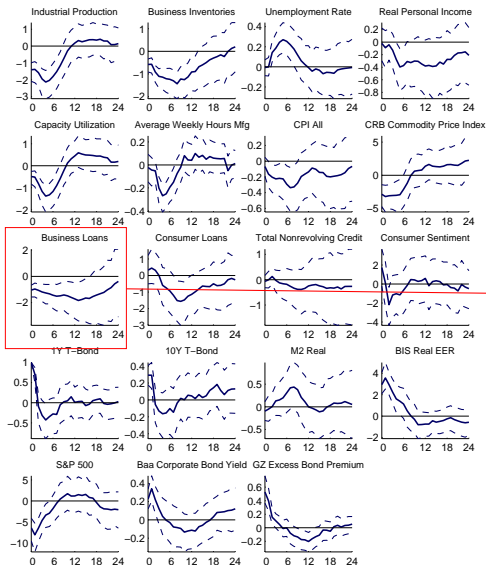 Industrial Production Business Inventories Unemployment Rate Real Personal Income
1 0 −1 −2 −3 0 6 12 18 24
1 0 −1 −2 0 6 12 18 24
0.4 0.2 0 −0.2 0 6 12 18 24
0.2 0 −0.2 −0.4 −0.6 −0.8 0 6 12 18 24
Capacity Utilization Average Weekly Hours Mfg CPI All CRB Commodity Price Index
1 0 −1 −2 0 6 12 18 24
0.2 0 −0.2 −0.4 0 6 12 18 24
0 −0.2 −0.4 −0.6 0 6 12 18 24
5 0 −5 0 6 12 18 24
Business Loans Consumer Loans Total Nonrevolving Credit Consumer Sentiment
2 0 −2 0 6 12 18 24
1 0 −1 −2 −3 0 6 12 18 24
1 0 −1 0 6 12 18 24
2 0 −2 −4 0 6 12 18 24
1Y T−Bond 10Y T−Bond M2 Real BIS Real EER
1 0.5 0 −0.5 0 6 12 18 24
0.4 0.2 0 −0.2 −0.4 0 6 12 18 24
0.5 0 −0.5 0 6 12 18 24
4 2 0 −2 0 6 12 18 24
S&P 500 Baa Corporate Bond Yield GZ Excess Bond Premium
5 0 −5 −10 0 6 12 18 24
0.4 0.2 0 −0.2 0 6 12 18 24
0.6 0.4 0.2 0 −0.2 0 6 12 18 24